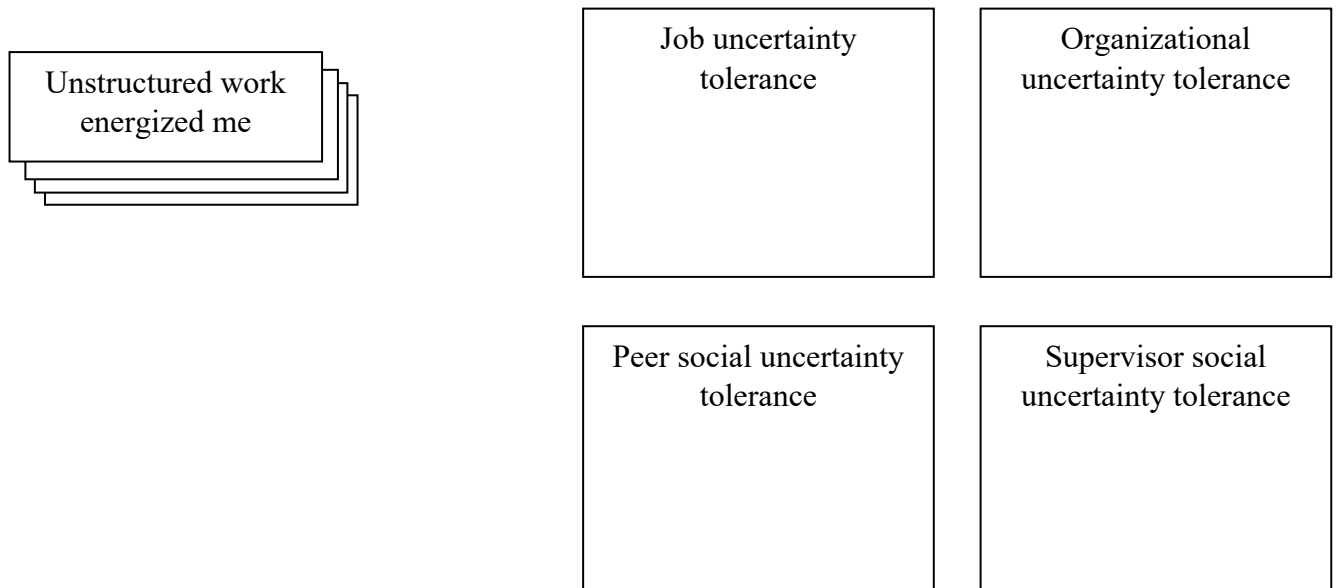 Unstructured work
energized me
Job uncertainty
tolerance
Organizational
uncertainty tolerance
Peer social uncertainty
tolerance
Supervisor social
uncertainty tolerance